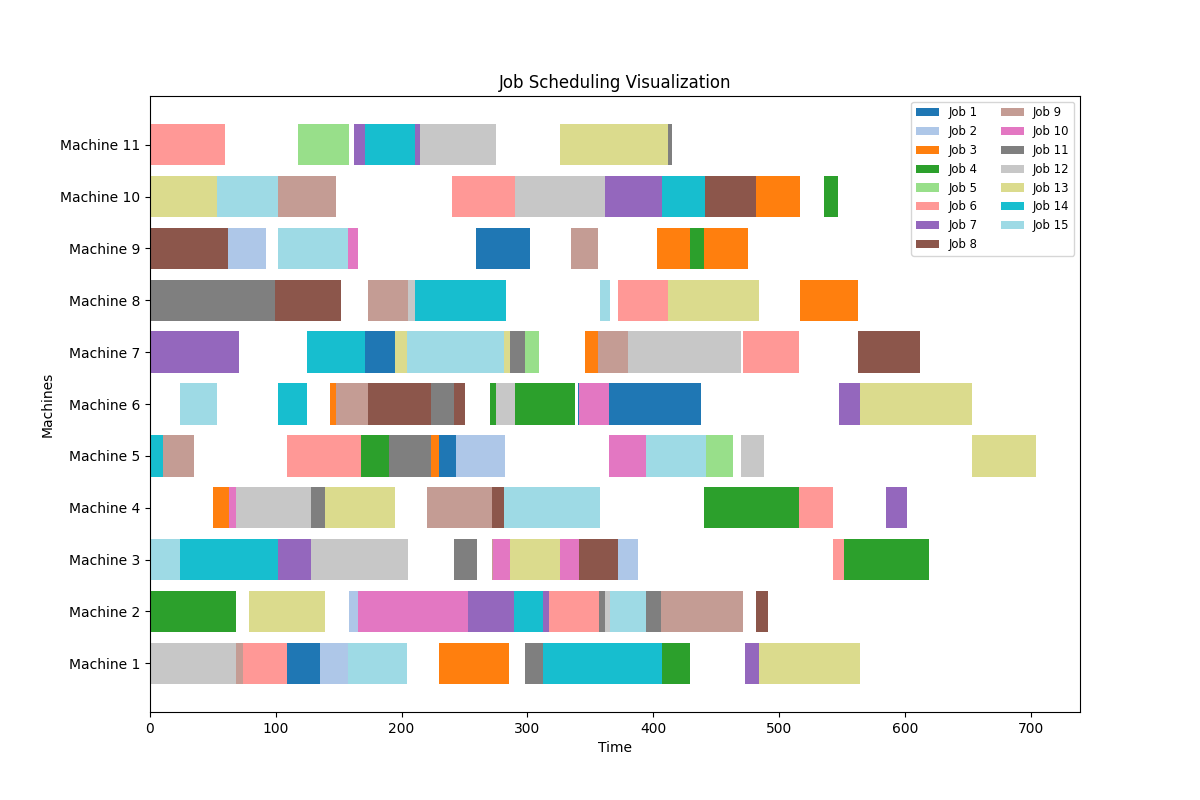 Job Scheduling Visualization
Machines
Machine 11
Machine 10
Machine 9
Machine 8
Machine 7
Machine 6
Machine 5
Machine 4
Machine 3
Machine 2
Machine 1
Job 1
Job 2
Job 3
Job 4
Job 5
Job 6
Job 7
Job 8
Job 9
Job 10
Job 11
Job 12
Job 13
Job 14
Job 15
0 100 200 300 400 500 600 700
Time